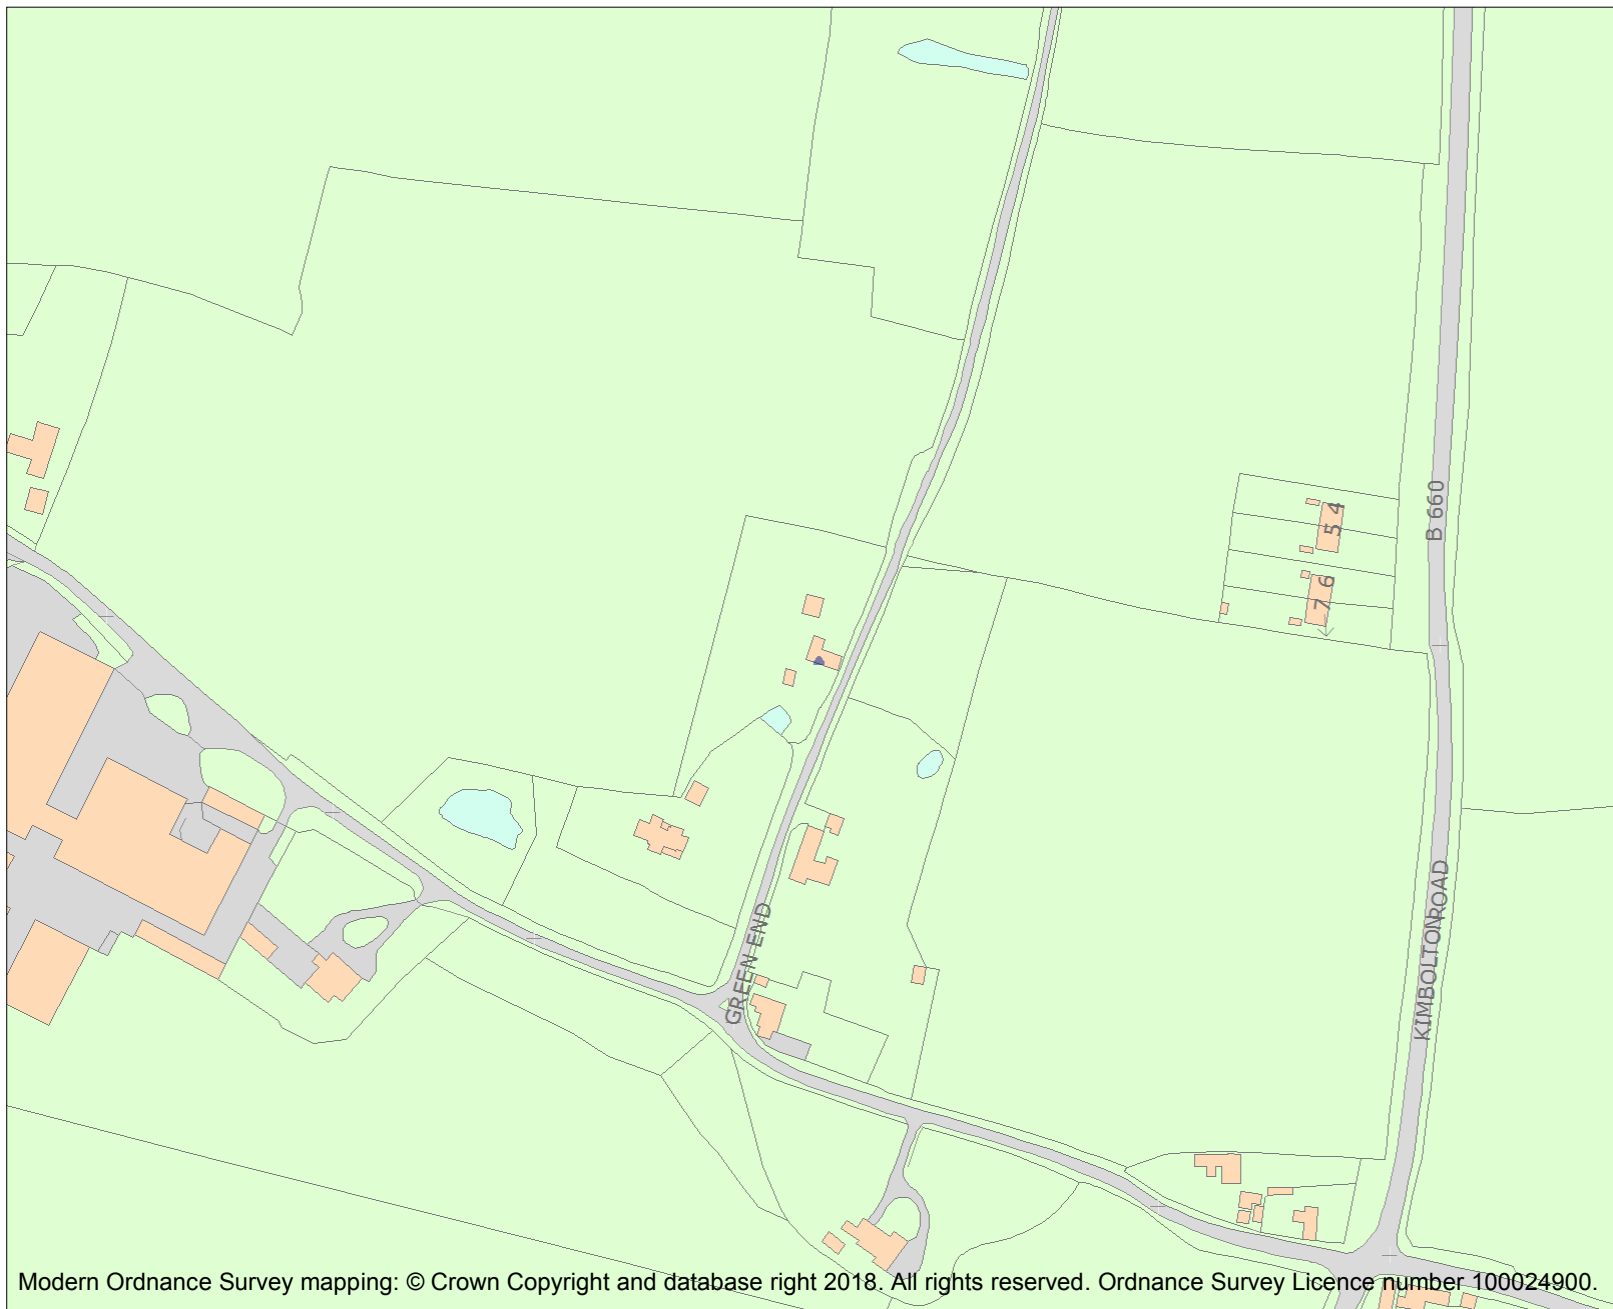 B 660
5 4
7 6
KIMBOLTON ROAD
GREEN END
Modern Ordnance Survey mapping: © Crown Copyright and database right 2018. All rights reserved. Ordnance Survey Licence number 100024900.